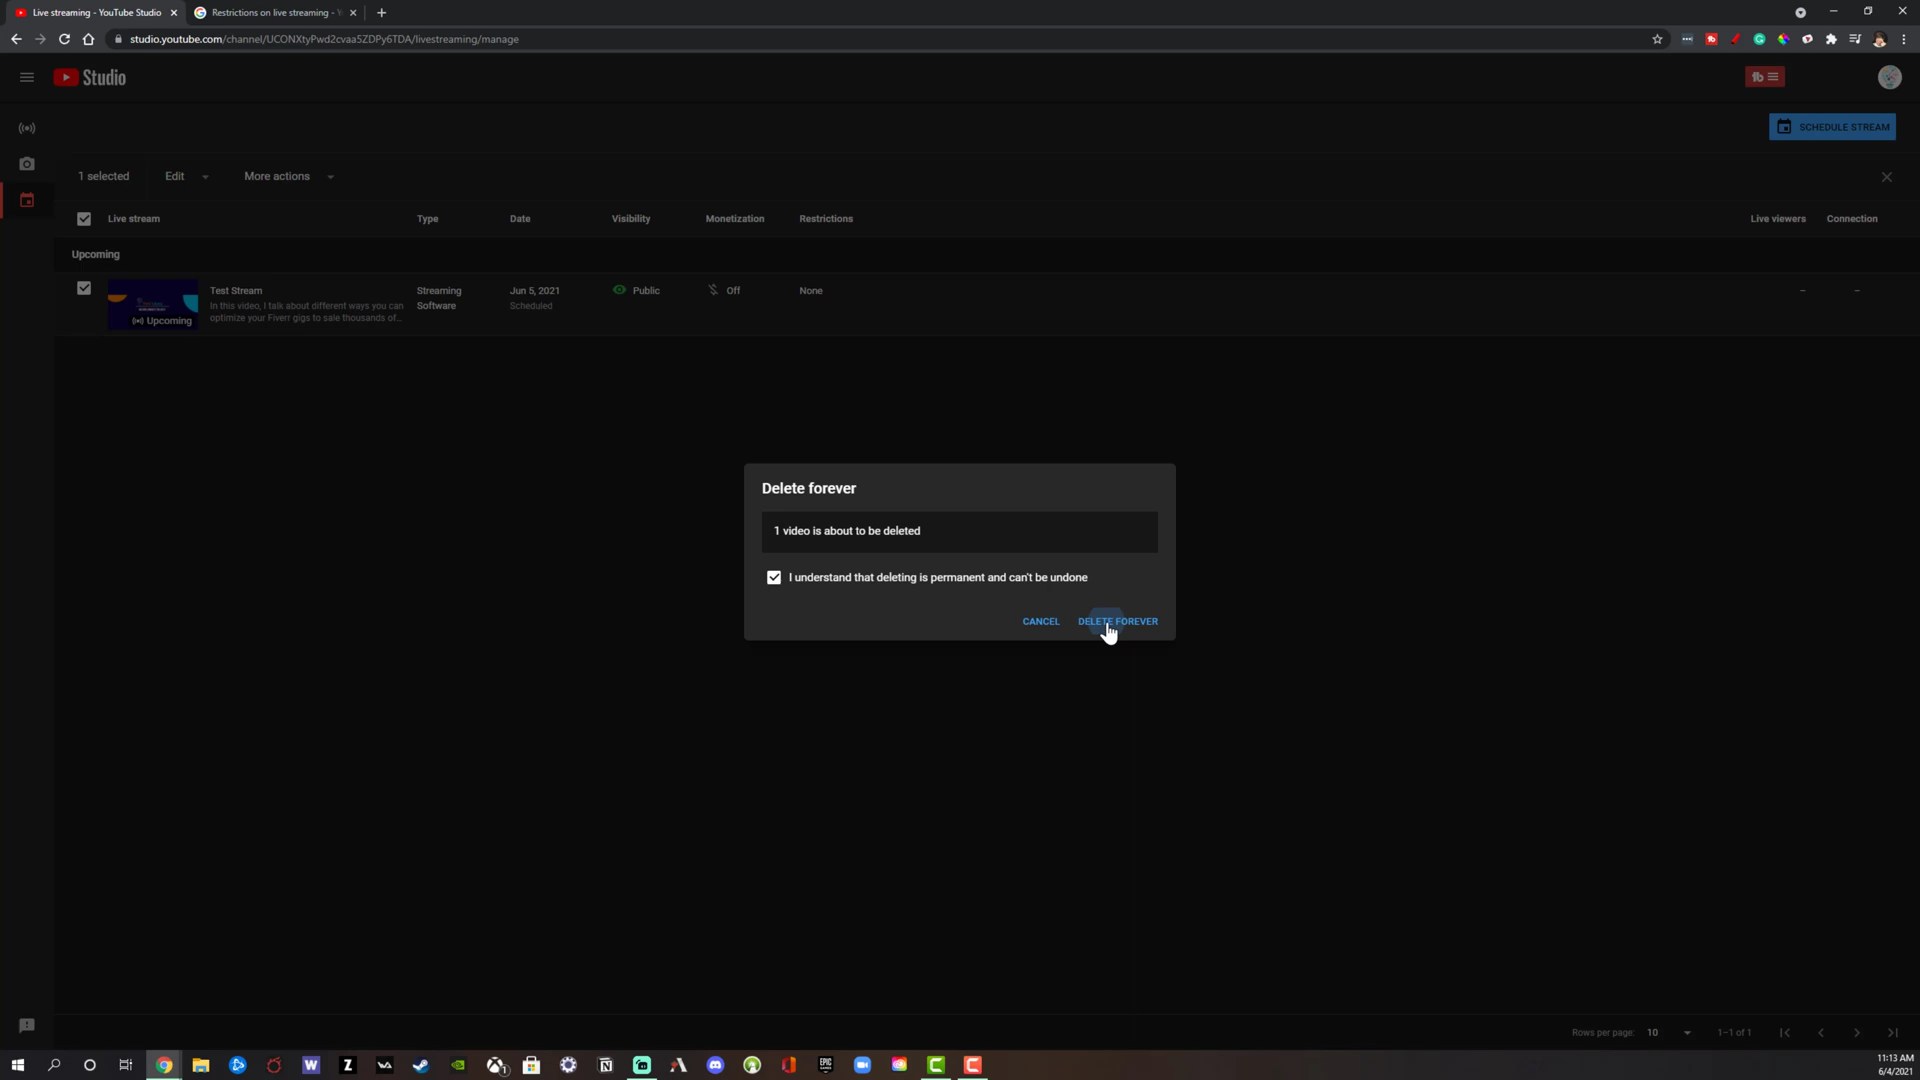 Live streaming - YouTube Studio
Restrictions on live streaming -
studio.youtube.com/channel/UCONXtyPwd2cvaa5ZDPy6TDA/livestreaming/manage
Studio
SCHEDULE STREAM
1 selected
Edit
More actions
Live stream
Type
Date
Visibility
Monetization
Restrictions
Live viewers
Connection
Upcoming
Test Stream
In this video, I talk about different ways you can
optimize your Fiverr gigs to sale thousands of...
Upcoming
Streaming
Software
Jun 5, 2021
Scheduled
Public
Off
None
–
–
Delete forever
1 video is about to be deleted
I understand that deleting is permanent and can't be undone
CANCEL
DELETE FOREVER
Rows per page:
10
1–1 of 1
11:13 AM
6/4/2021